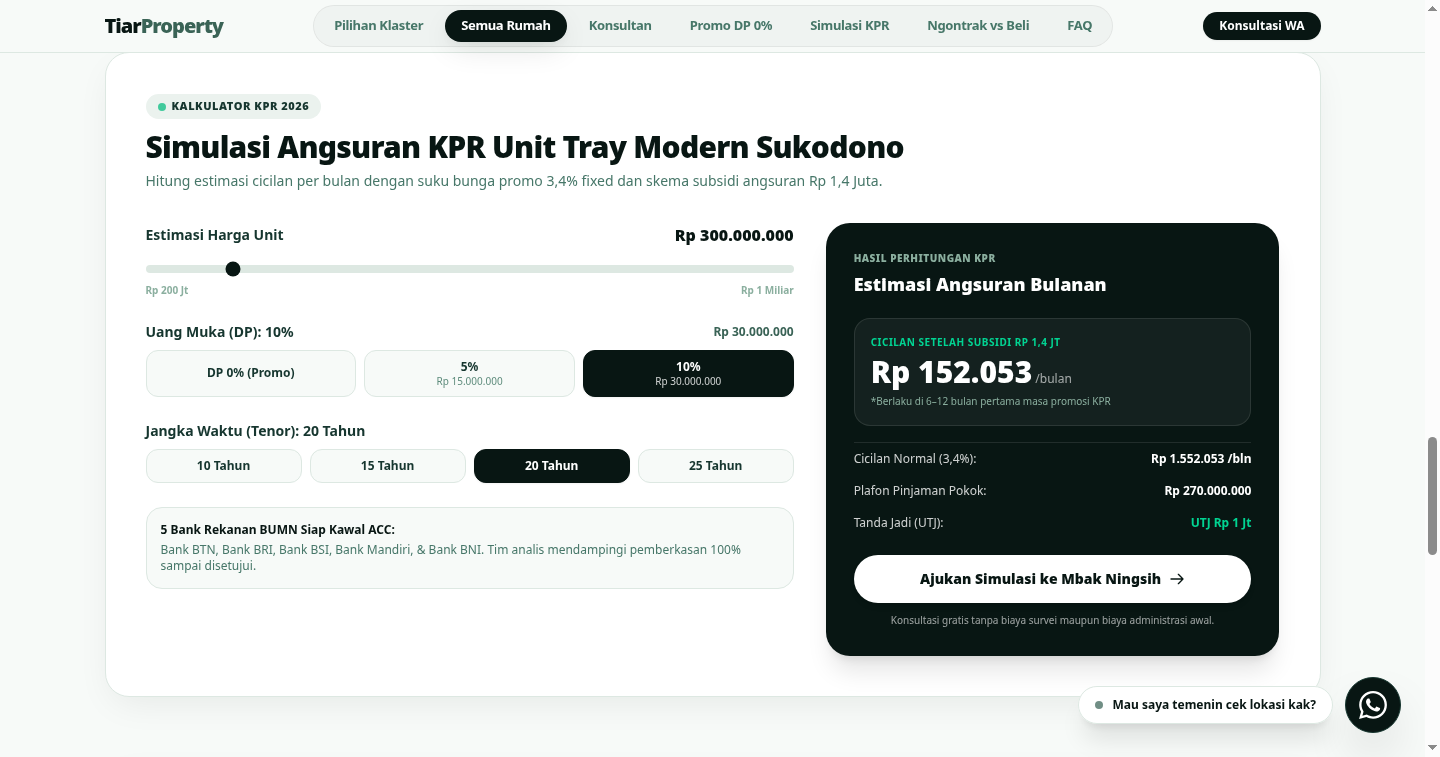 TiarProperty
Pilihan Klaster
Semua Rumah
Konsultan
Promo DP 0%
Simulasi KPR
Ngontrak vs Beli
FAQ
Konsultasi WA
KALKULATOR KPR 2026
Simulasi Angsuran KPR Unit Tray Modern Sukodono
Hitung estimasi cicilan per bulan dengan suku bunga promo 3,4% fixed dan skema subsidi angsuran Rp 1,4 Juta.
Estimasi Harga Unit
Rp 300.000.000
Rp 200 Jt
Rp 1 Miliar
Uang Muka (DP): 10%
Rp 30.000.000
DP 0% (Promo)
5%
Rp 15.000.000
10%
Rp 30.000.000
Jangka Waktu (Tenor): 20 Tahun
10 Tahun
15 Tahun
20 Tahun
25 Tahun
5 Bank Rekanan BUMN Siap Kawal ACC:
Bank BTN, Bank BRI, Bank BSI, Bank Mandiri, & Bank BNI. Tim analis mendampingi pemberkasan 100%
sampai disetujui.
HASIL PERHITUNGAN KPR
Estimasi Angsuran Bulanan
CICILAN SETELAH SUBSIDI RP 1,4 JT
Rp 152.053 /bulan
*Berlaku di 6–12 bulan pertama masa promosi KPR
Cicilan Normal (3,4%):
Rp 1.552.053 /bln
Plafon Pinjaman Pokok:
Rp 270.000.000
Tanda Jadi (UTJ):
UTJ Rp 1 Jt
Ajukan Simulasi ke Mbak Ningsih →
Konsultasi gratis tanpa biaya survei maupun biaya administrasi awal.
Mau saya temenin cek lokasi kak?